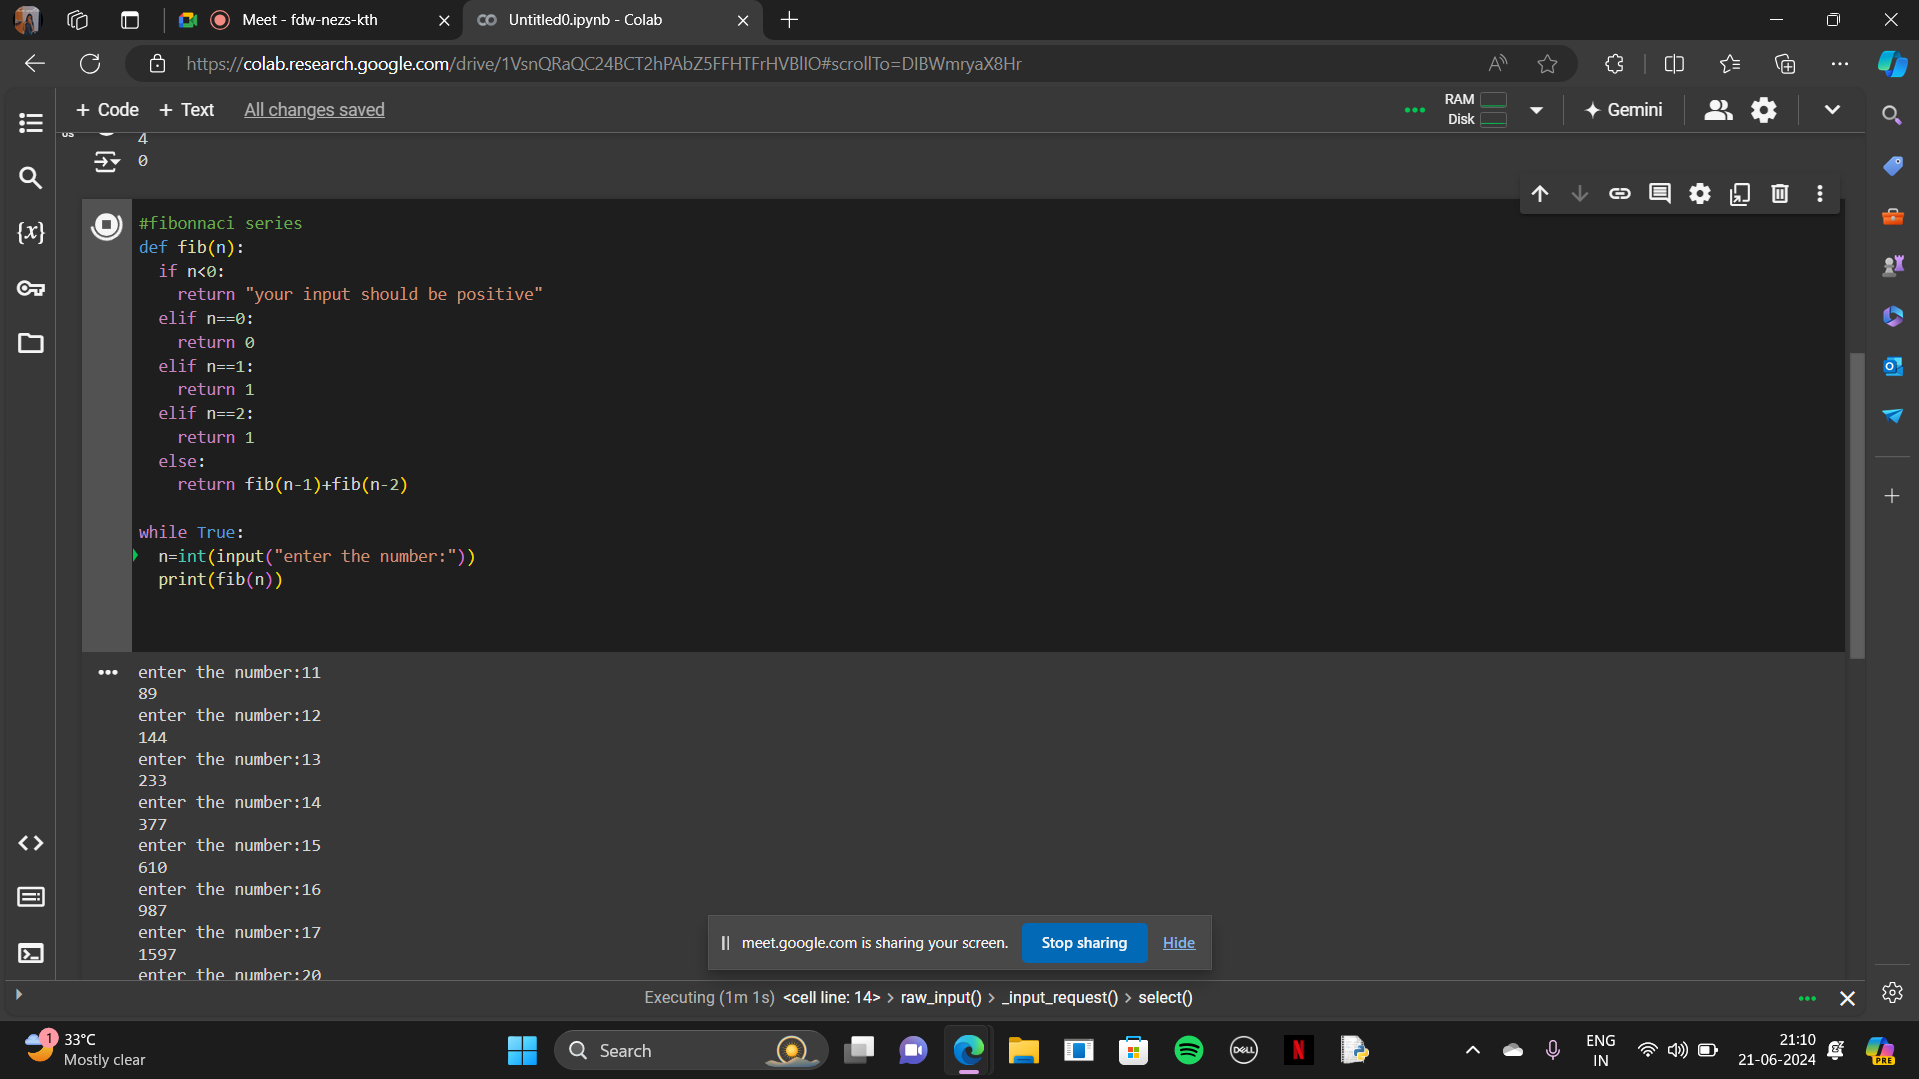 Meet - fdw-nezs-kth
Untitled0.ipynb - Colab
https://colab.research.google.com/drive/1VsnQRaQC24BCT2hPAbZ5FFHTFrHVBlIO#scrollTo=DIBWmryaX8Hr
+ Code + Text All changes saved
RAM
Disk
Gemini
0s
4
0
{x}
#fibonnaci series
def fib(n):
if n<0:
return "your input should be positive"
elif n==0:
return 0
elif n==1:
return 1
elif n==2:
return 1
else:
return fib(n-1)+fib(n-2)
while True:
n=int(input("enter the number:"))
print(fib(n))
enter the number:11
89
enter the number:12
144
enter the number:13
233
enter the number:14
377
enter the number:15
610
enter the number:16
987
enter the number:17
1597
enter the number:20
meet.google.com is sharing your screen. Stop sharing Hide
Executing (1m 1s) <cell line: 14> > raw_input() > _input_request() > select()
1
33°C
Mostly clear
Search
DELL
N
ENG
IN
21:10
21-06-2024
PRE